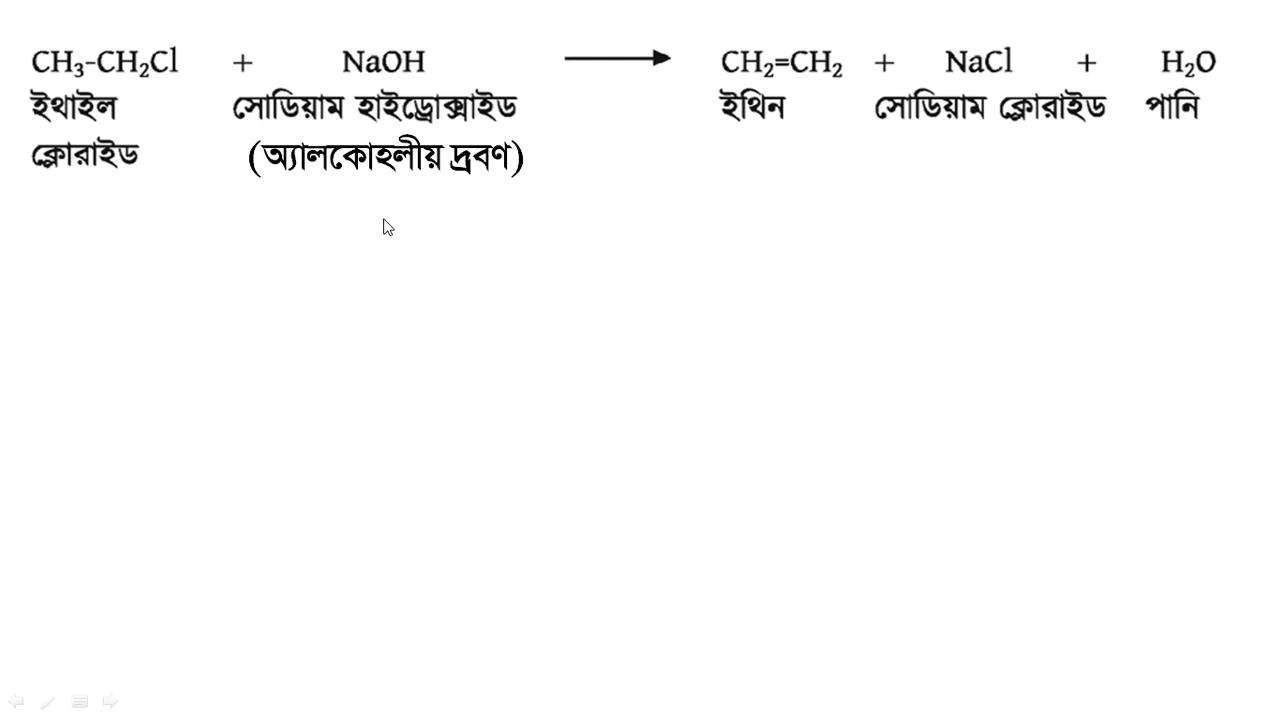 CH₃-CH₂Cl + NaOH → CH₂=CH₂ + NaCl + H₂O
ইথাইল সোডিয়াম হাইড্রোক্সাইড ইথিন সোডিয়াম ক্লোরাইড পানি
ক্লোরাইড (অ্যালকোহলীয় দ্রবণ)